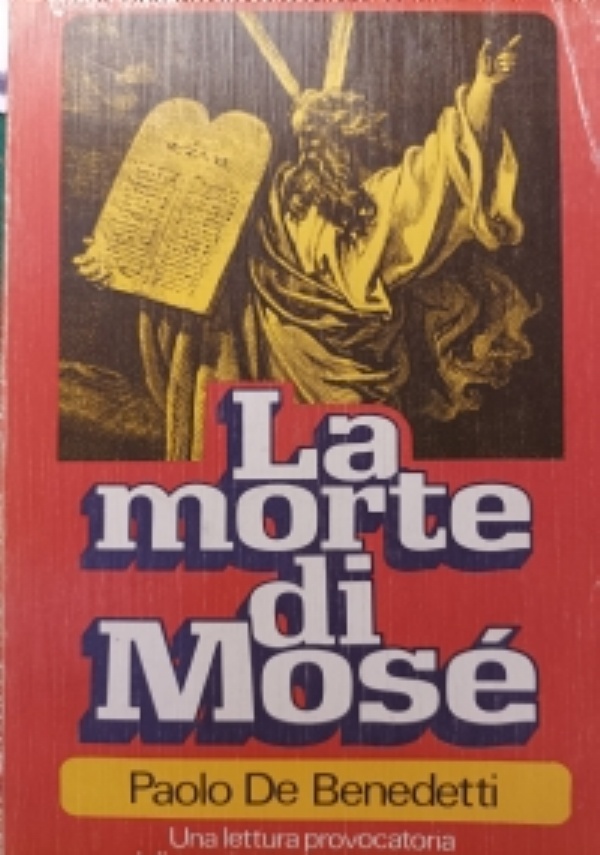 La
morte
di
Mosé
Paolo De Benedetti
Una lettura provocatoria